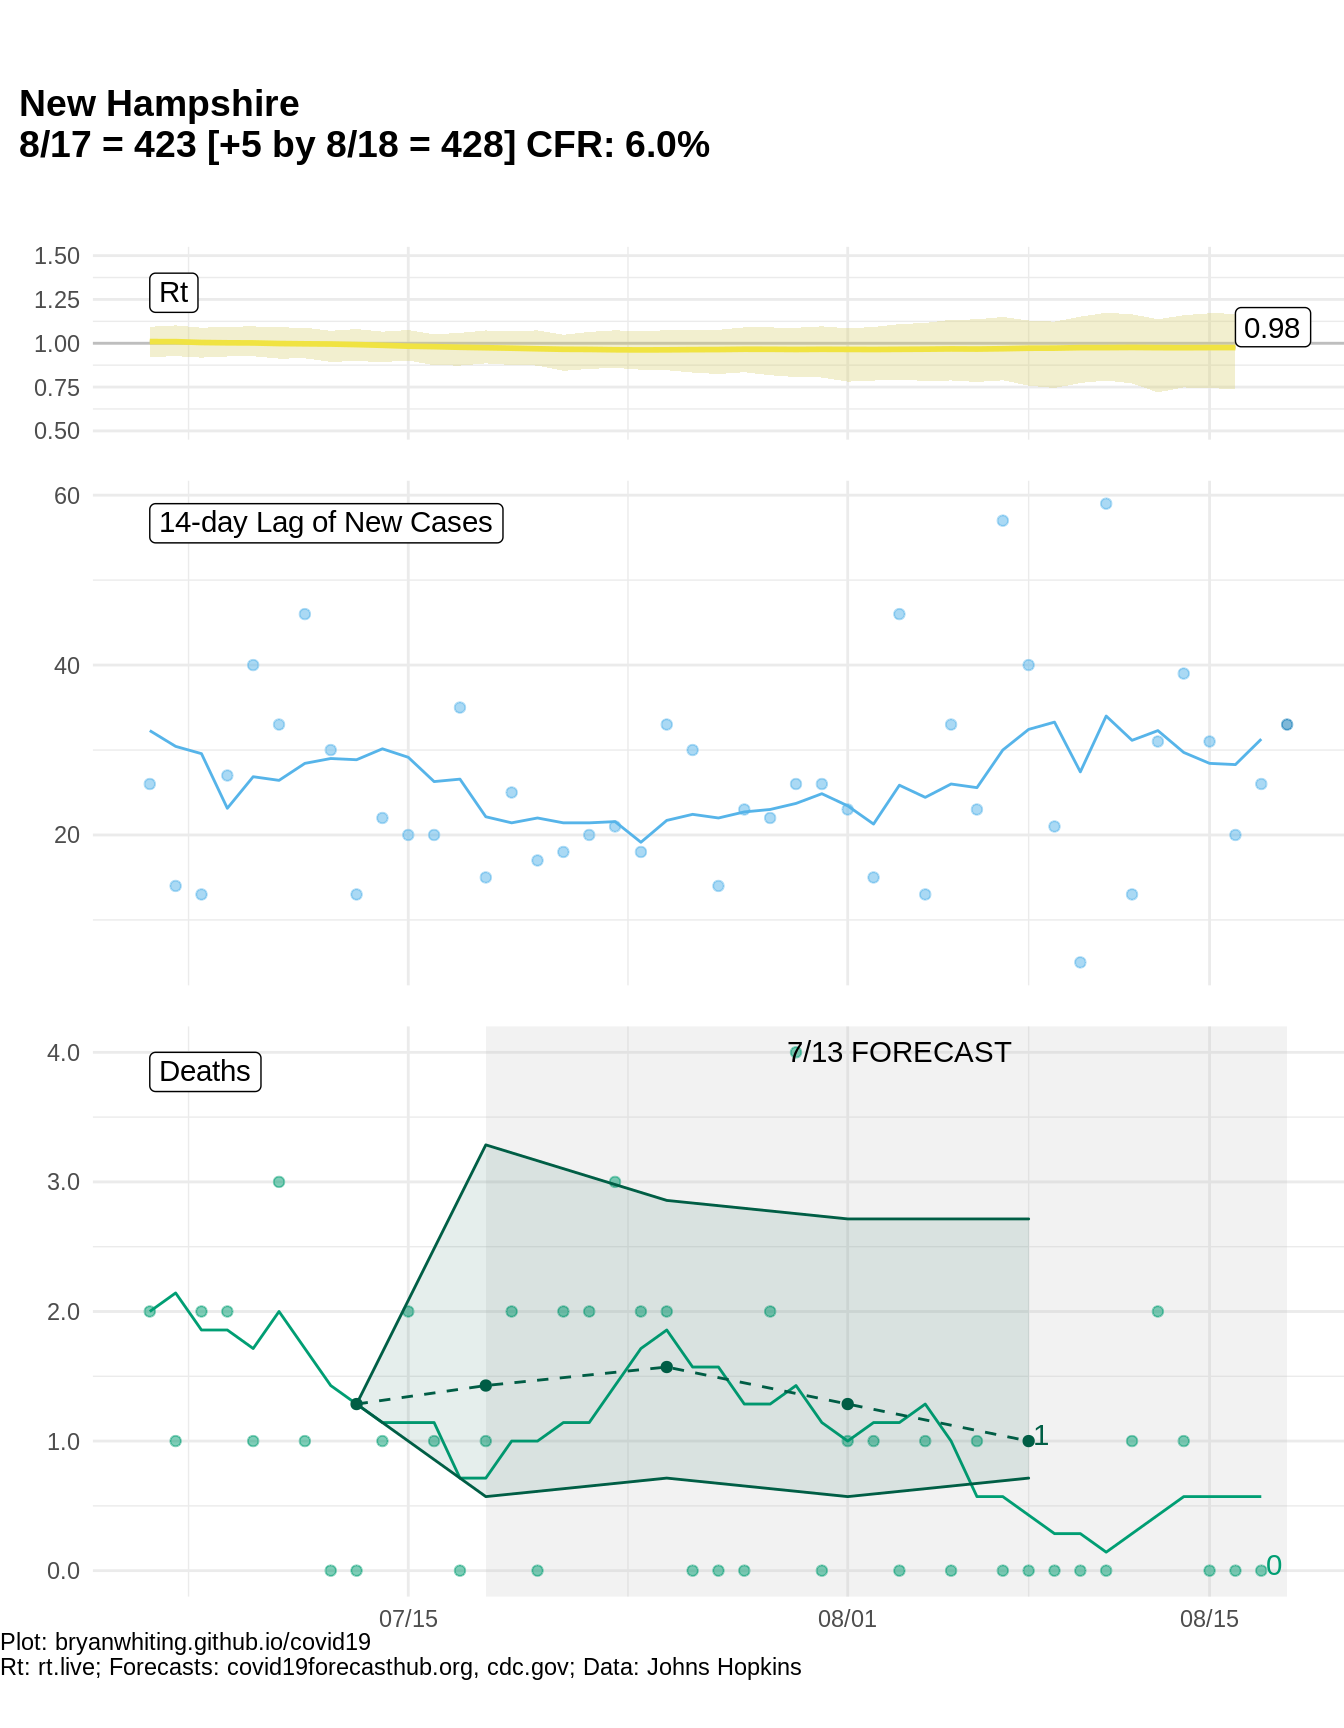 New Hampshire
8/17 = 423 [+5 by 8/18 = 428] CFR: 6.0%
1.50
Rt
1.25
0.98
1.00
0.75
0.50
60
14-day Lag of New Cases
40
20
4.0
7/13 FORECAST
Deaths
3.0
2.0
1.0
1
0.0
0
07/15
08/01
08/15
Plot: bryanwhiting.github.io/covid19
Rt: rt.live; Forecasts: covid19forecasthub.org, cdc.gov; Data: Johns Hopkins